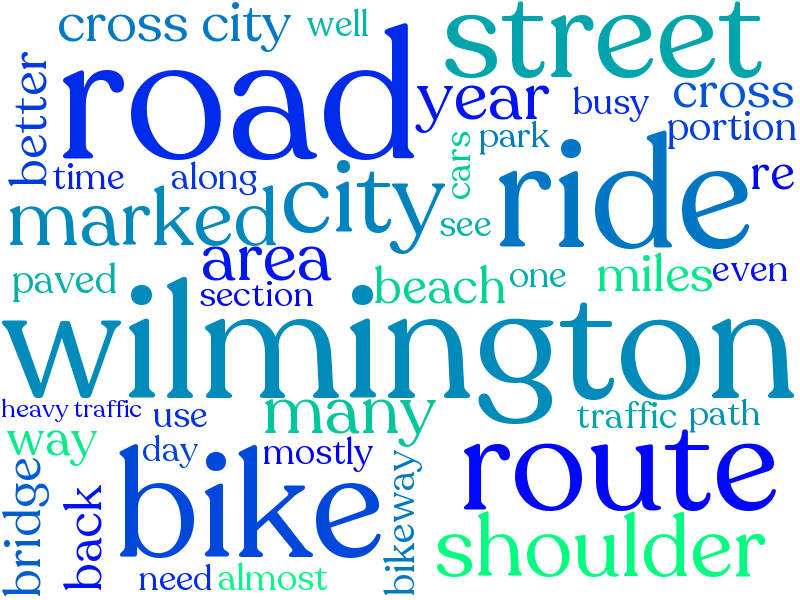 cross city well street
road year busy cross
better park portion
time along cars ride re
marked city see
area
paved section beach one miles even
wilmington
heavy traffic use many traffic path
way day mostly route
bridge back bike bikeway shoulder
need almost